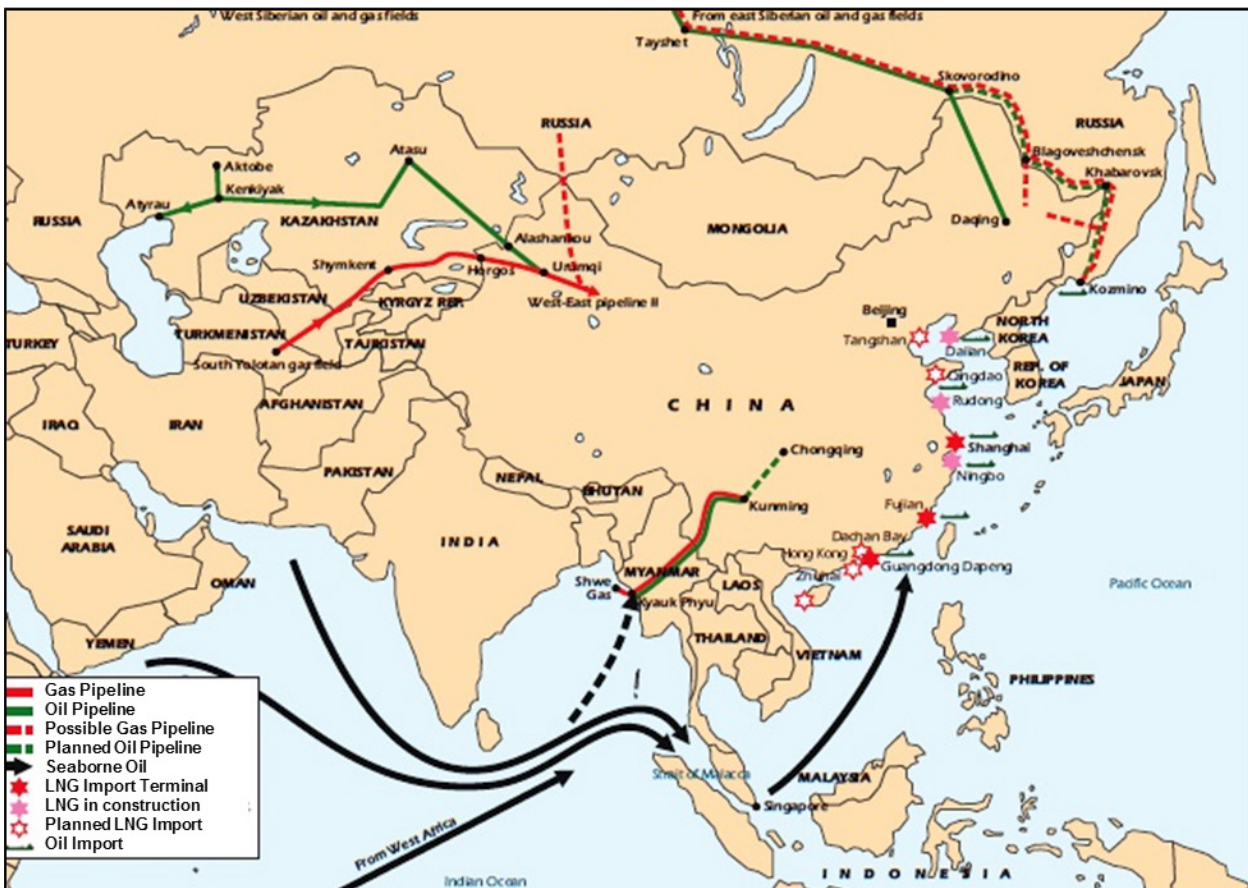 West Siberian oil and gas fields
From east Siberian oil and gas fields
Tayshet
Skovorodino
RUSSIA
RUSSIA
Blagoveshchensk
Khabarovsk
Aktobe
Atasu
Kenkiyak
Atyrau
RUSSIA
KAZAKHSTAN
MONGOLIA
Daqing
Alashankou
Shymkent
Horgos
Urumqi
Kozmino
UZBEKISTAN
KYRGYZ REP.
West-East pipeline II
Beijing
NORTH
KOREA
TURKMENISTAN
TURKEY
TAJIKISTAN
Tangshan
Dalian
South Yolotan gas field
REP. OF
KOREA
JAPAN
Qingdao
Rudong
AFGHANISTAN
CHINA
IRAQ
IRAN
Shanghai
Chongqing
Ningbo
PAKISTAN
NEPAL
BHUTAN
Kunming
Fujian
SAUDI
ARABIA
INDIA
Dachan Bay
Hong Kong
Guangdong Dapeng
Zhuhai
OMAN
MYANMAR
LAOS
Shwe
Gas
Kyauk Phyu
Pacific Ocean
YEMEN
THAILAND
VIETNAM
PHILIPPINES
Gas Pipeline
Oil Pipeline
Possible Gas Pipeline
Planned Oil Pipeline
Seaborne Oil
LNG Import Terminal
LNG in construction
Planned LNG Import
Oil Import
Strait of Malacca
MALAYSIA
Singapore
From West Africa
Indian Ocean
INDONESIA